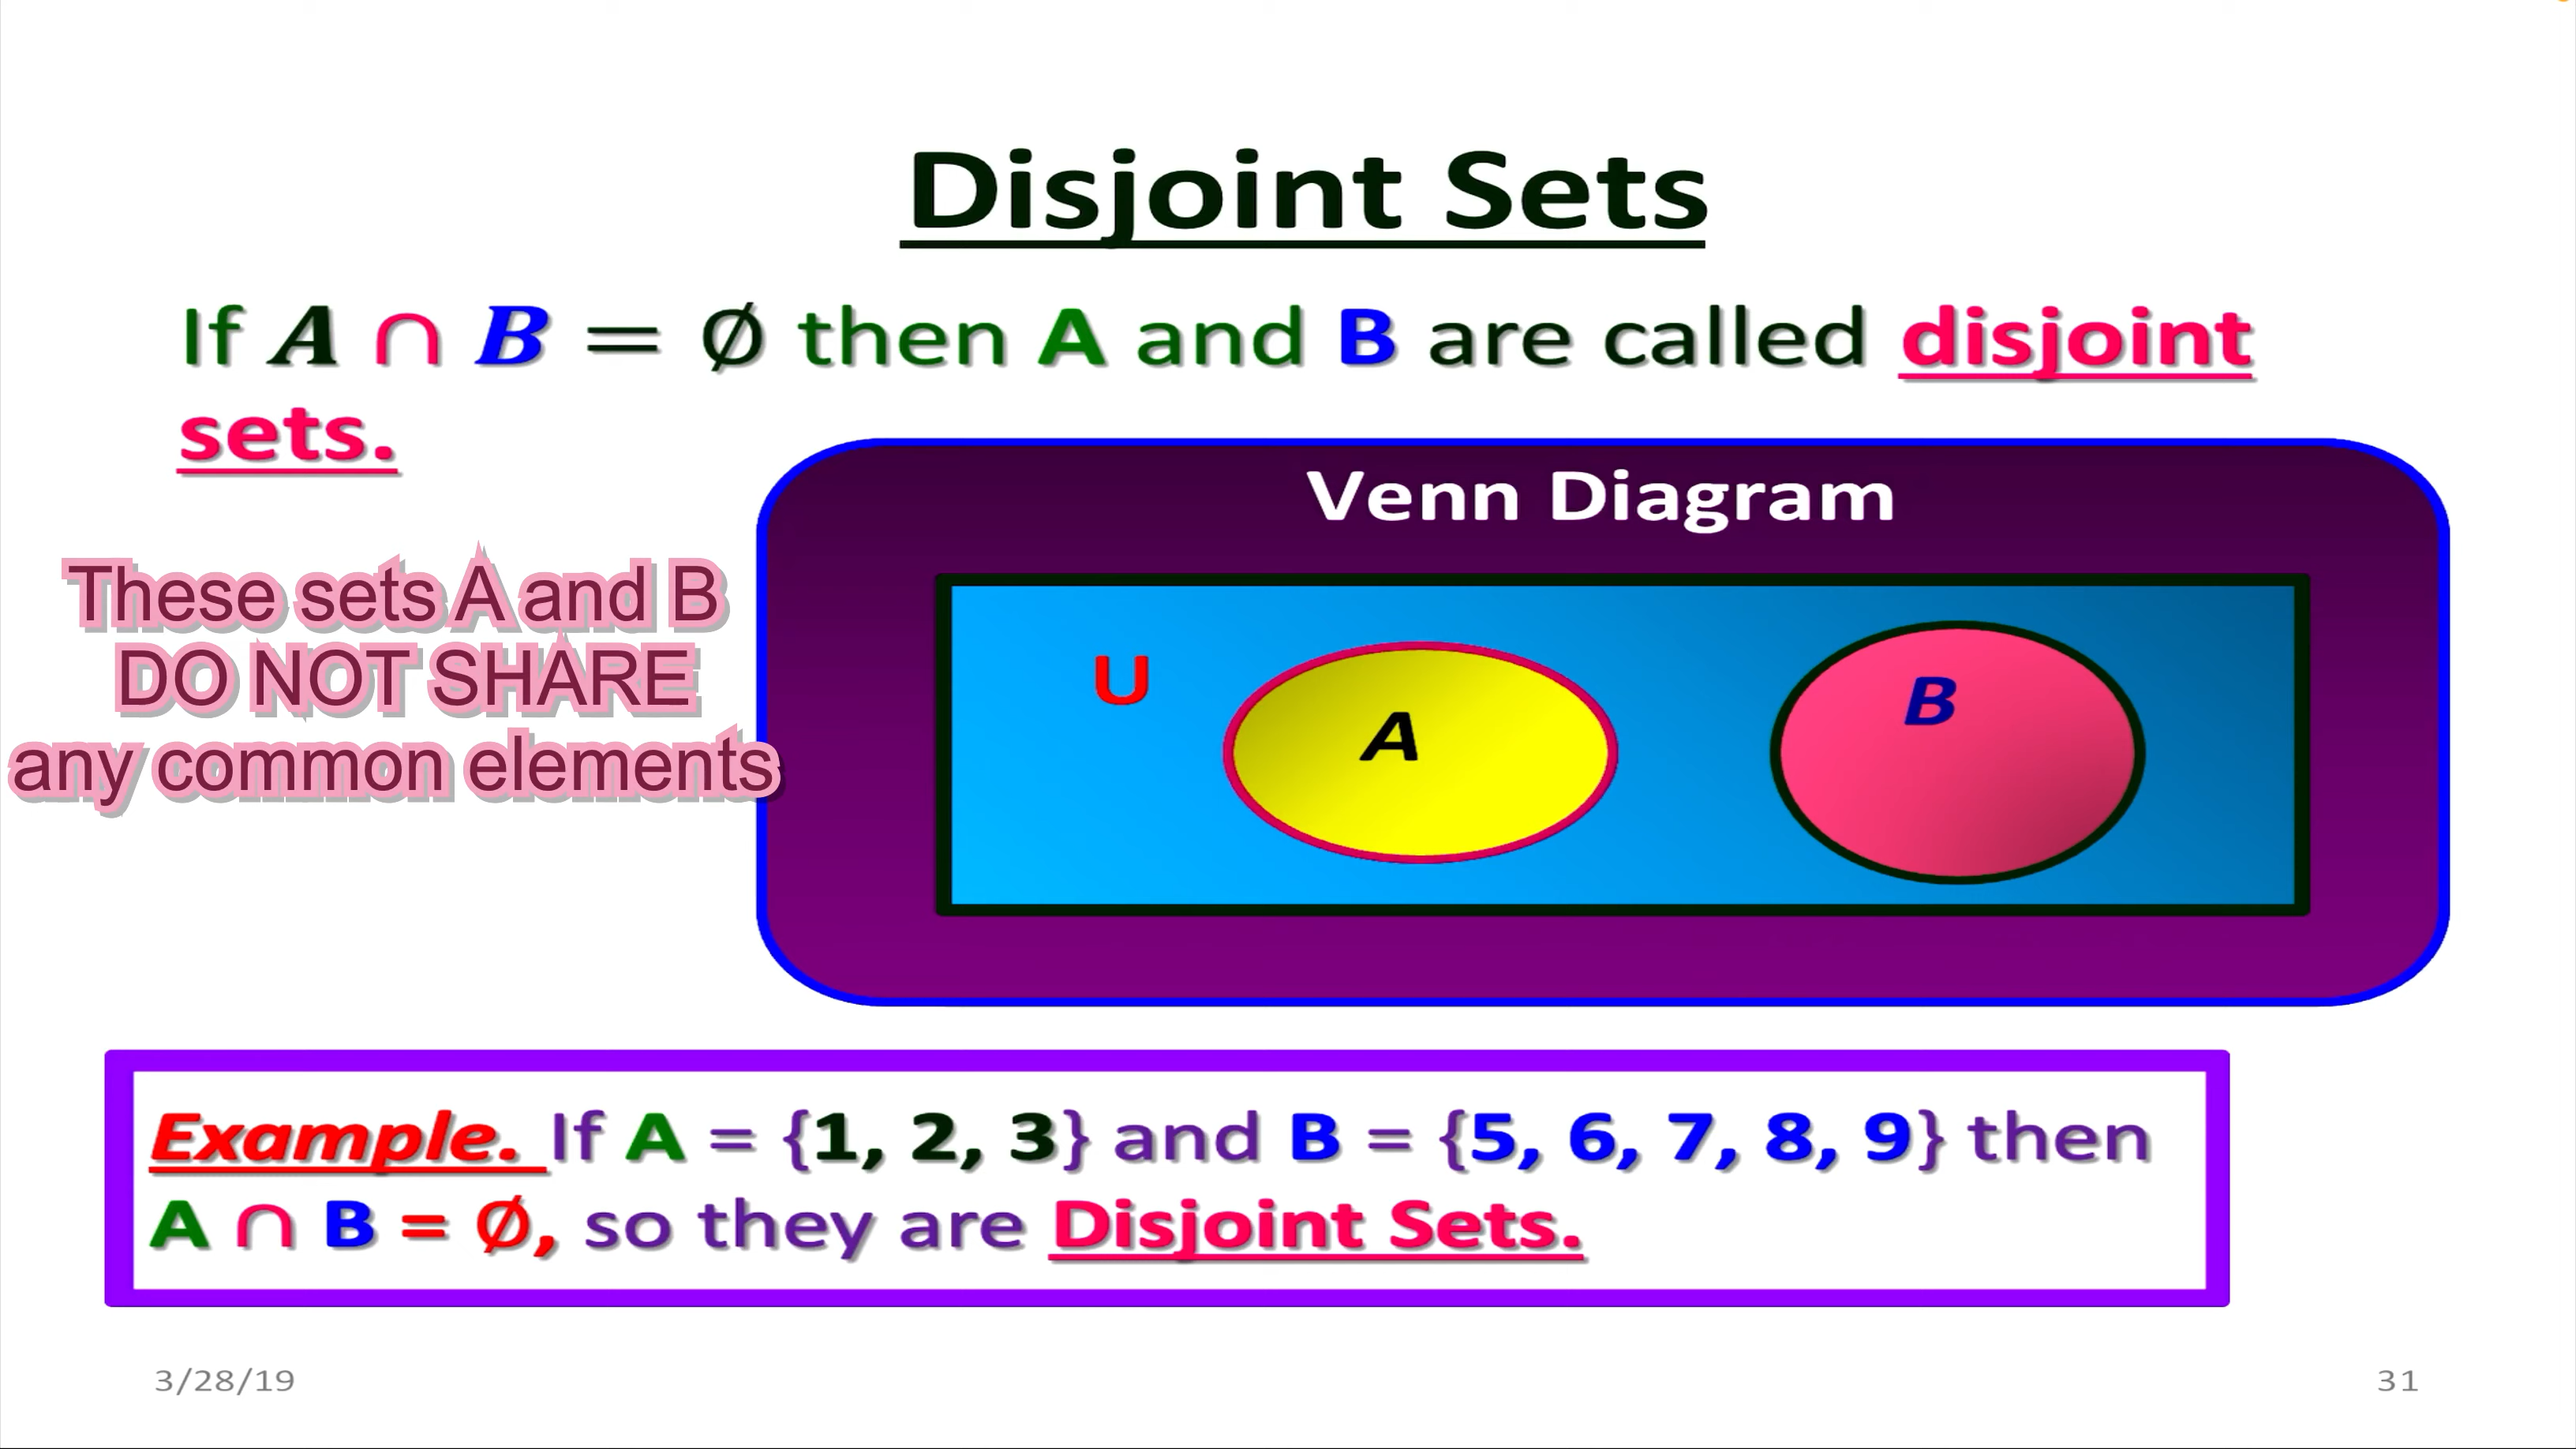 Disjoint Sets
If A ∩ B = ∅ then A and B are called disjoint
sets.
These sets A and B
DO NOT SHARE
any common elements
Venn Diagram
U
A
B
Example. If A = {1, 2, 3} and B = {5, 6, 7, 8, 9} then
A ∩ B = ∅, so they are Disjoint Sets.
3/28/19
31